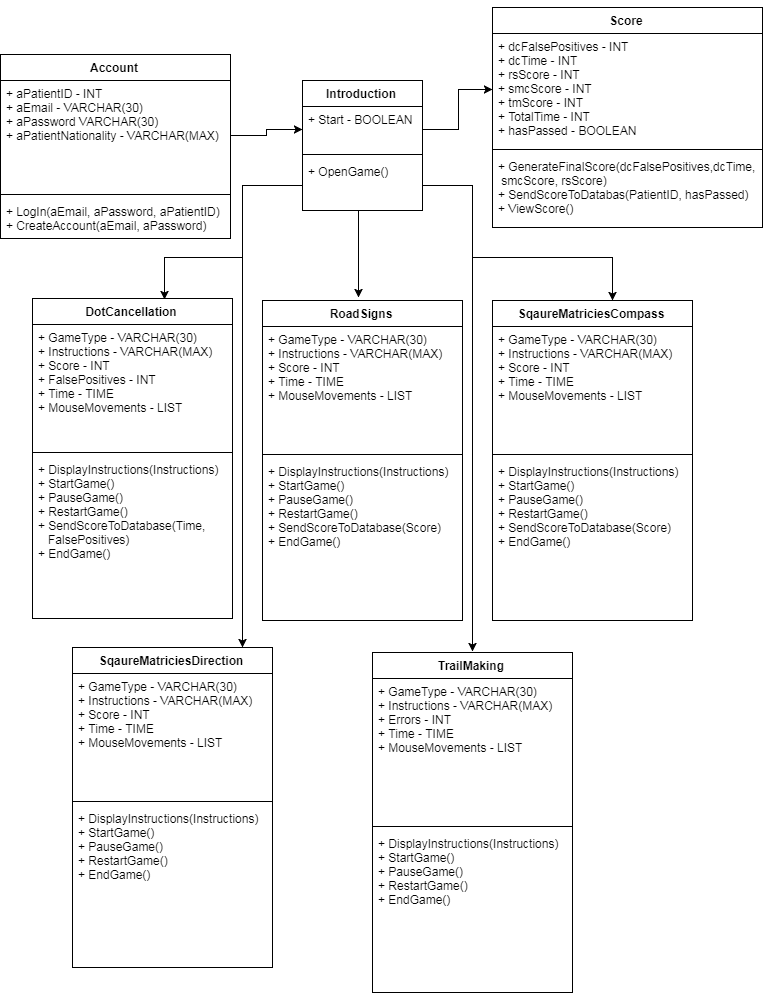 Account
+ aPatientID - INT
+ aEmail - VARCHAR(30)
+ aPassword VARCHAR(30)
+ aPatientNationality - VARCHAR(MAX)
+ LogIn(aEmail, aPassword, aPatientID)
+ CreateAccount(aEmail, aPassword)
Introduction
+ Start - BOOLEAN
+ OpenGame()
Score
+ dcFalsePositives - INT
+ dcTime - INT
+ rsScore - INT
+ smcScore - INT
+ tmScore - INT
+ TotalTime - INT
+ hasPassed - BOOLEAN
+ GenerateFinalScore(dcFalsePositives,dcTime,
smcScore, rsScore)
+ SendScoreToDatabas(PatientID, hasPassed)
+ ViewScore()
DotCancellation
+ GameType - VARCHAR(30)
+ Instructions - VARCHAR(MAX)
+ Score - INT
+ FalsePositives - INT
+ Time - TIME
+ MouseMovements - LIST
+ DisplayInstructions(Instructions)
+ StartGame()
+ PauseGame()
+ RestartGame()
+ SendScoreToDatabase(Time,
FalsePositives)
+ EndGame()
RoadSigns
+ GameType - VARCHAR(30)
+ Instructions - VARCHAR(MAX)
+ Score - INT
+ Time - TIME
+ MouseMovements - LIST
+ DisplayInstructions(Instructions)
+ StartGame()
+ PauseGame()
+ RestartGame()
+ SendScoreToDatabase(Score)
+ EndGame()
SqaureMatriciesCompass
+ GameType - VARCHAR(30)
+ Instructions - VARCHAR(MAX)
+ Score - INT
+ Time - TIME
+ MouseMovements - LIST
+ DisplayInstructions(Instructions)
+ StartGame()
+ PauseGame()
+ RestartGame()
+ SendScoreToDatabase(Score)
+ EndGame()
SqaureMatriciesDirection
+ GameType - VARCHAR(30)
+ Instructions - VARCHAR(MAX)
+ Score - INT
+ Time - TIME
+ MouseMovements - LIST
+ DisplayInstructions(Instructions)
+ StartGame()
+ PauseGame()
+ RestartGame()
+ EndGame()
TrailMaking
+ GameType - VARCHAR(30)
+ Instructions - VARCHAR(MAX)
+ Errors - INT
+ Time - TIME
+ MouseMovements - LIST
+ DisplayInstructions(Instructions)
+ StartGame()
+ PauseGame()
+ RestartGame()
+ EndGame()